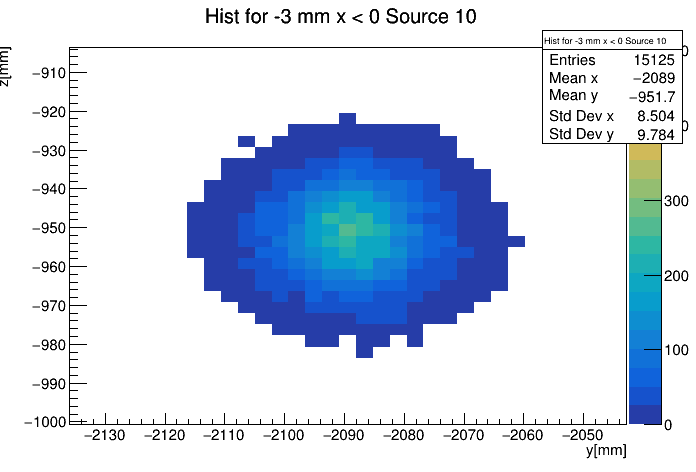 Hist for -3 mm x < 0 Source 10
z[mm]
Hist for -3 mm x < 0 Source 10
Entries 15125
Mean x −2089
Mean y −951.7
Std Dev x 8.504
Std Dev y 9.784
−910
−920
−930
−940
−950
−960
−970
−980
−990
−1000
−2130 −2120 −2110 −2100 −2090 −2080 −2070 −2060 −2050
y[mm]
300
200
100
0